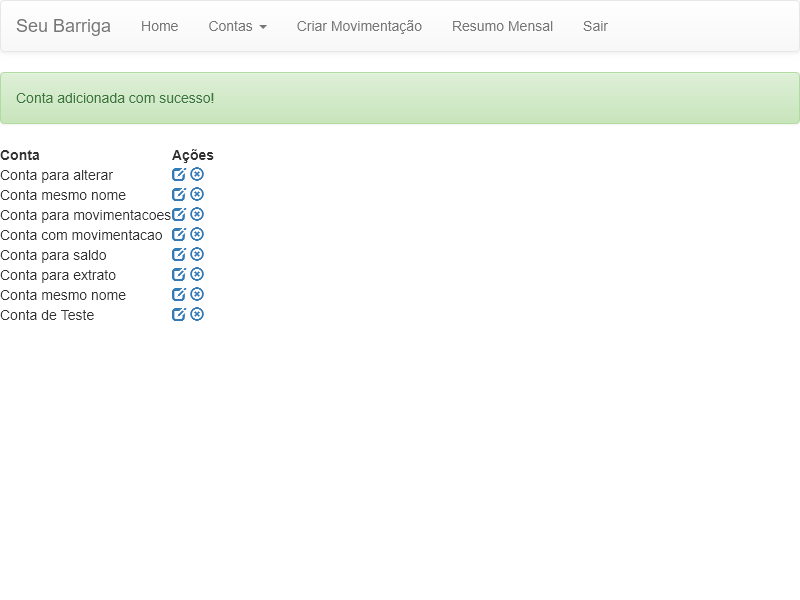 Seu Barriga Home Contas Criar Movimentação Resumo Mensal Sair
Conta adicionada com sucesso!
Conta Ações
Conta para alterar
Conta mesmo nome
Conta para movimentacoes
Conta com movimentacao
Conta para saldo
Conta para extrato
Conta mesmo nome
Conta de Teste